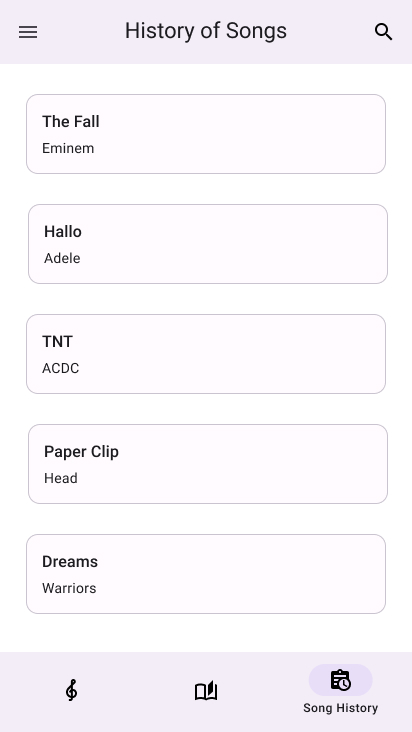 History of Songs
The Fall
Eminem
Hallo
Adele
TNT
ACDC
Paper Clip
Head
Dreams
Warriors
Song History